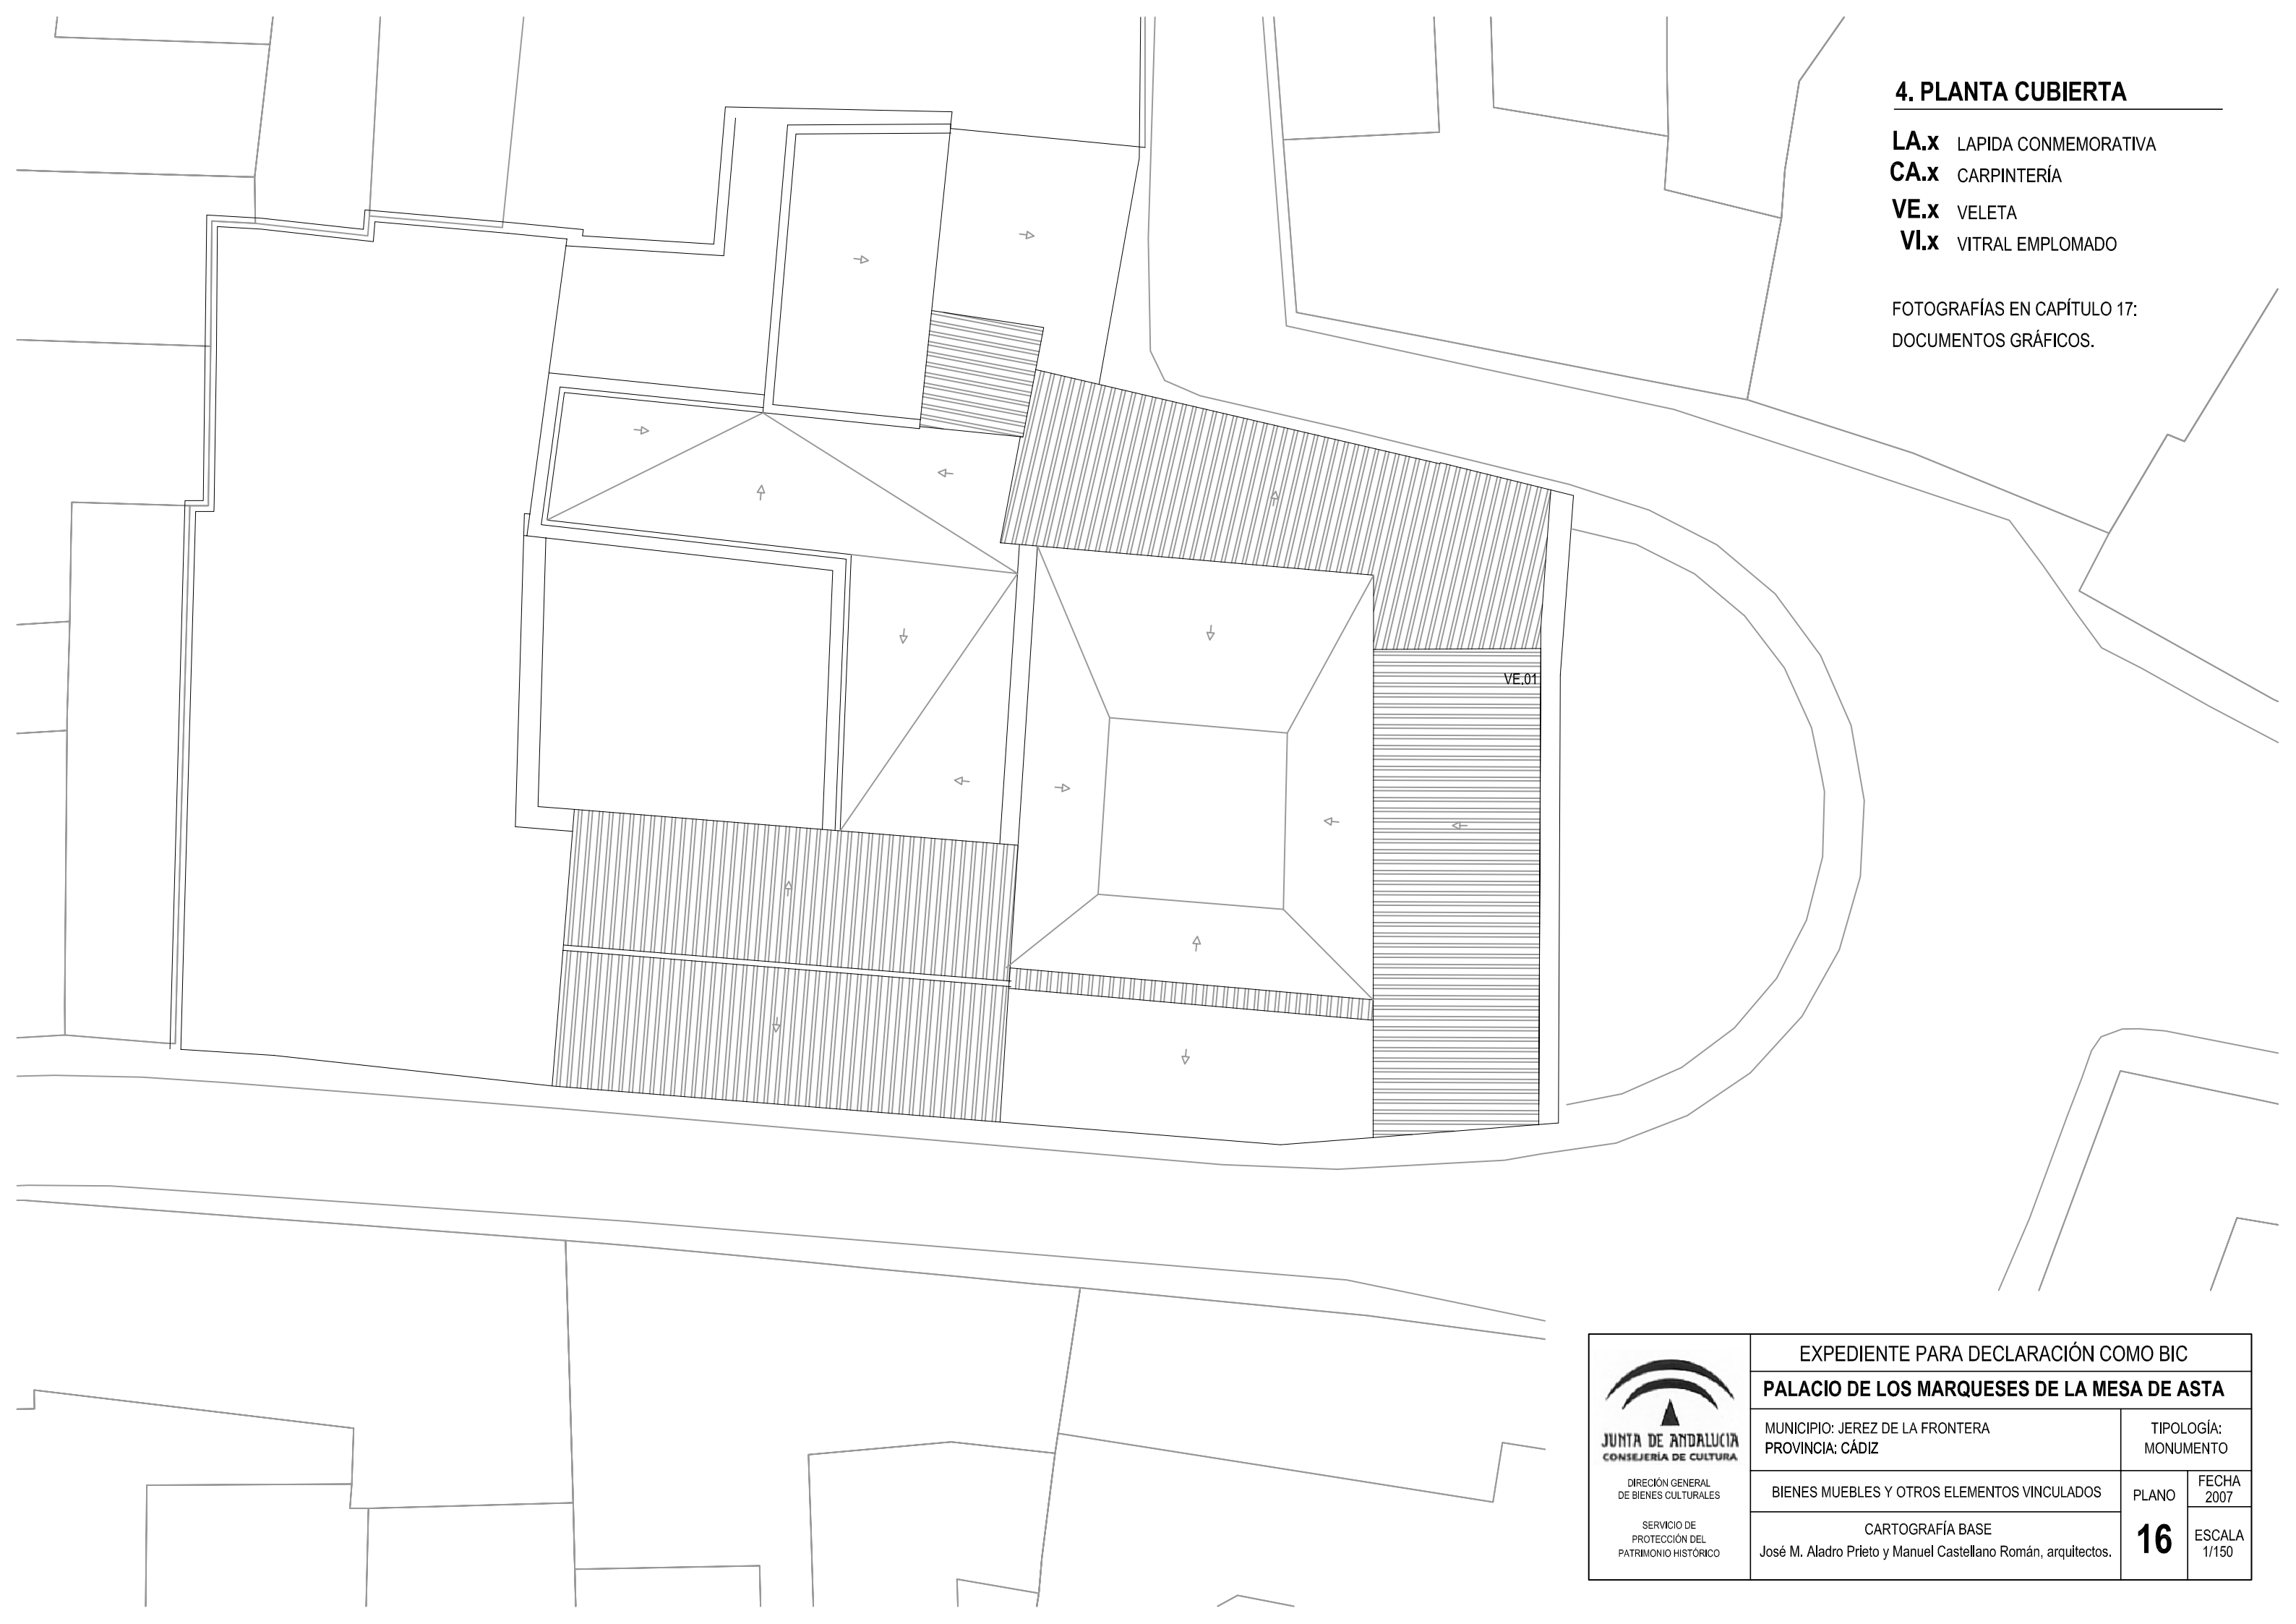 4. PLANTA CUBIERTA
LA.x LAPIDA CONMEMORATIVA
CA.x CARPINTERÍA
VE.x VELETA
VI.x VITRAL EMPLOMADO
FOTOGRAFÍAS EN CAPÍTULO 17:
DOCUMENTOS GRÁFICOS.
VE.01
JUNTA DE ANDALUCIA
CONSEJERÍA DE CULTURA
DIRECIÓN GENERAL
DE BIENES CULTURALES
SERVICIO DE
PROTECCIÓN DEL
PATRIMONIO HISTÓRICO
EXPEDIENTE PARA DECLARACIÓN COMO BIC
PALACIO DE LOS MARQUESES DE LA MESA DE ASTA
MUNICIPIO: JEREZ DE LA FRONTERA
PROVINCIA: CÁDIZ
TIPOLOGÍA:
MONUMENTO
BIENES MUEBLES Y OTROS ELEMENTOS VINCULADOS
CARTOGRAFÍA BASE
José M. Aladro Prieto y Manuel Castellano Román, arquitectos.
PLANO
16
FECHA
2007
ESCALA
1/150